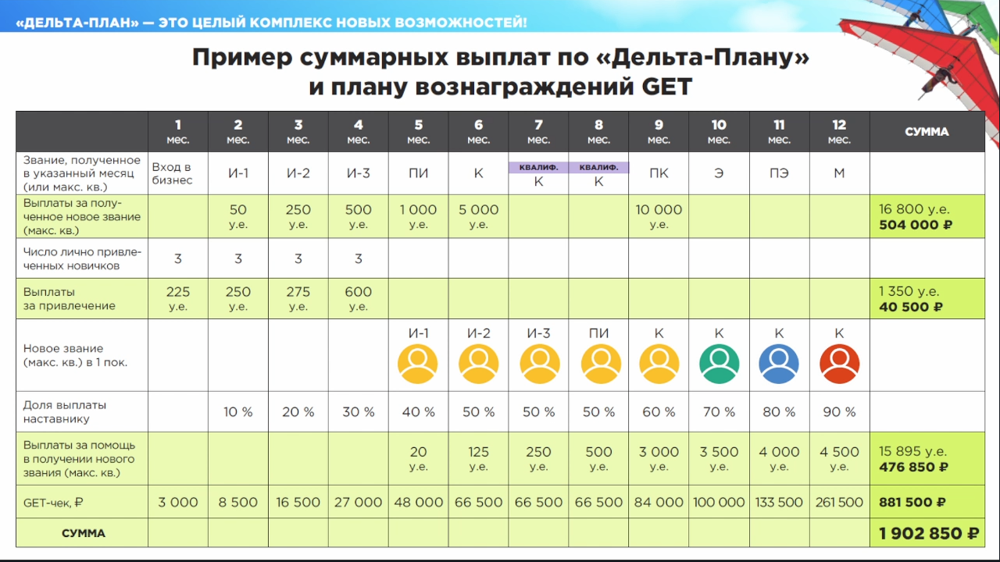 «ДЕЛЬТА-ПЛАН» — ЭТО ЦЕЛЫЙ КОМПЛЕКС НОВЫХ ВОЗМОЖНОСТЕЙ!
Пример суммарных выплат по «Дельта-Плану»
и плану вознаграждений GET
1 2 3 4 5 6 7 8 9 10 11 12
мес. мес. мес. мес. мес. мес. мес. мес. мес. мес. мес. мес. СУММА
Звание, полученное
в указанный месяц
(или макс. кв.)
Вход в
бизнес
И-1 И-2 И-3 ПИ К
КВАЛИФ. КВАЛИФ.
К К
ПК Э ПЭ М
Выплаты за полу-
ченное новое звание
(макс. кв.)
50 250 500 1 000 5 000 10 000
у.е. у.е. у.е. у.е. у.е. у.е.
16 800 у.е.
504 000 ₽
Число лично привле-
ченных новичков
3 3 3 3
Выплаты
за привлечение
225 250 275 600
у.е. у.е. у.е. у.е.
1 350 у.е.
40 500 ₽
Новое звание
(макс. кв.) в 1 пок.
И-1 И-2 И-3 ПИ К К К К
Доля выплаты
наставнику
10 % 20 % 30 % 40 % 50 % 50 % 50 % 60 % 70 % 80 % 90 %
Выплаты за помощь
в получении нового
звания (макс. кв.)
20 125 250 500 3 000 3 500 4 000 4 500
у.е. у.е. у.е. у.е. у.е. у.е. у.е. у.е.
15 895 у.е.
476 850 ₽
GET-чек, ₽ 3 000 8 500 16 500 27 000 48 000 66 500 66 500 66 500 84 000 100 000 133 500 261 500 881 500 ₽
СУММА 1 902 850 ₽